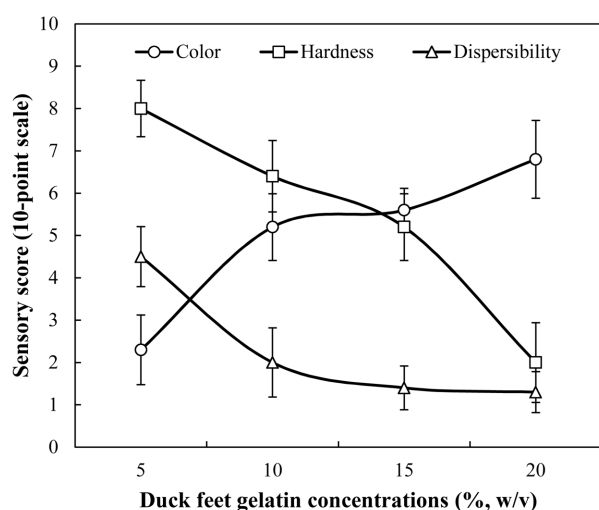 Color Hardness Dispersibility
Sensory score (10-point scale)
10
9
8
7
6
5
4
3
2
1
0
5 10 15 20
Duck feet gelatin concentrations (%, w/v)